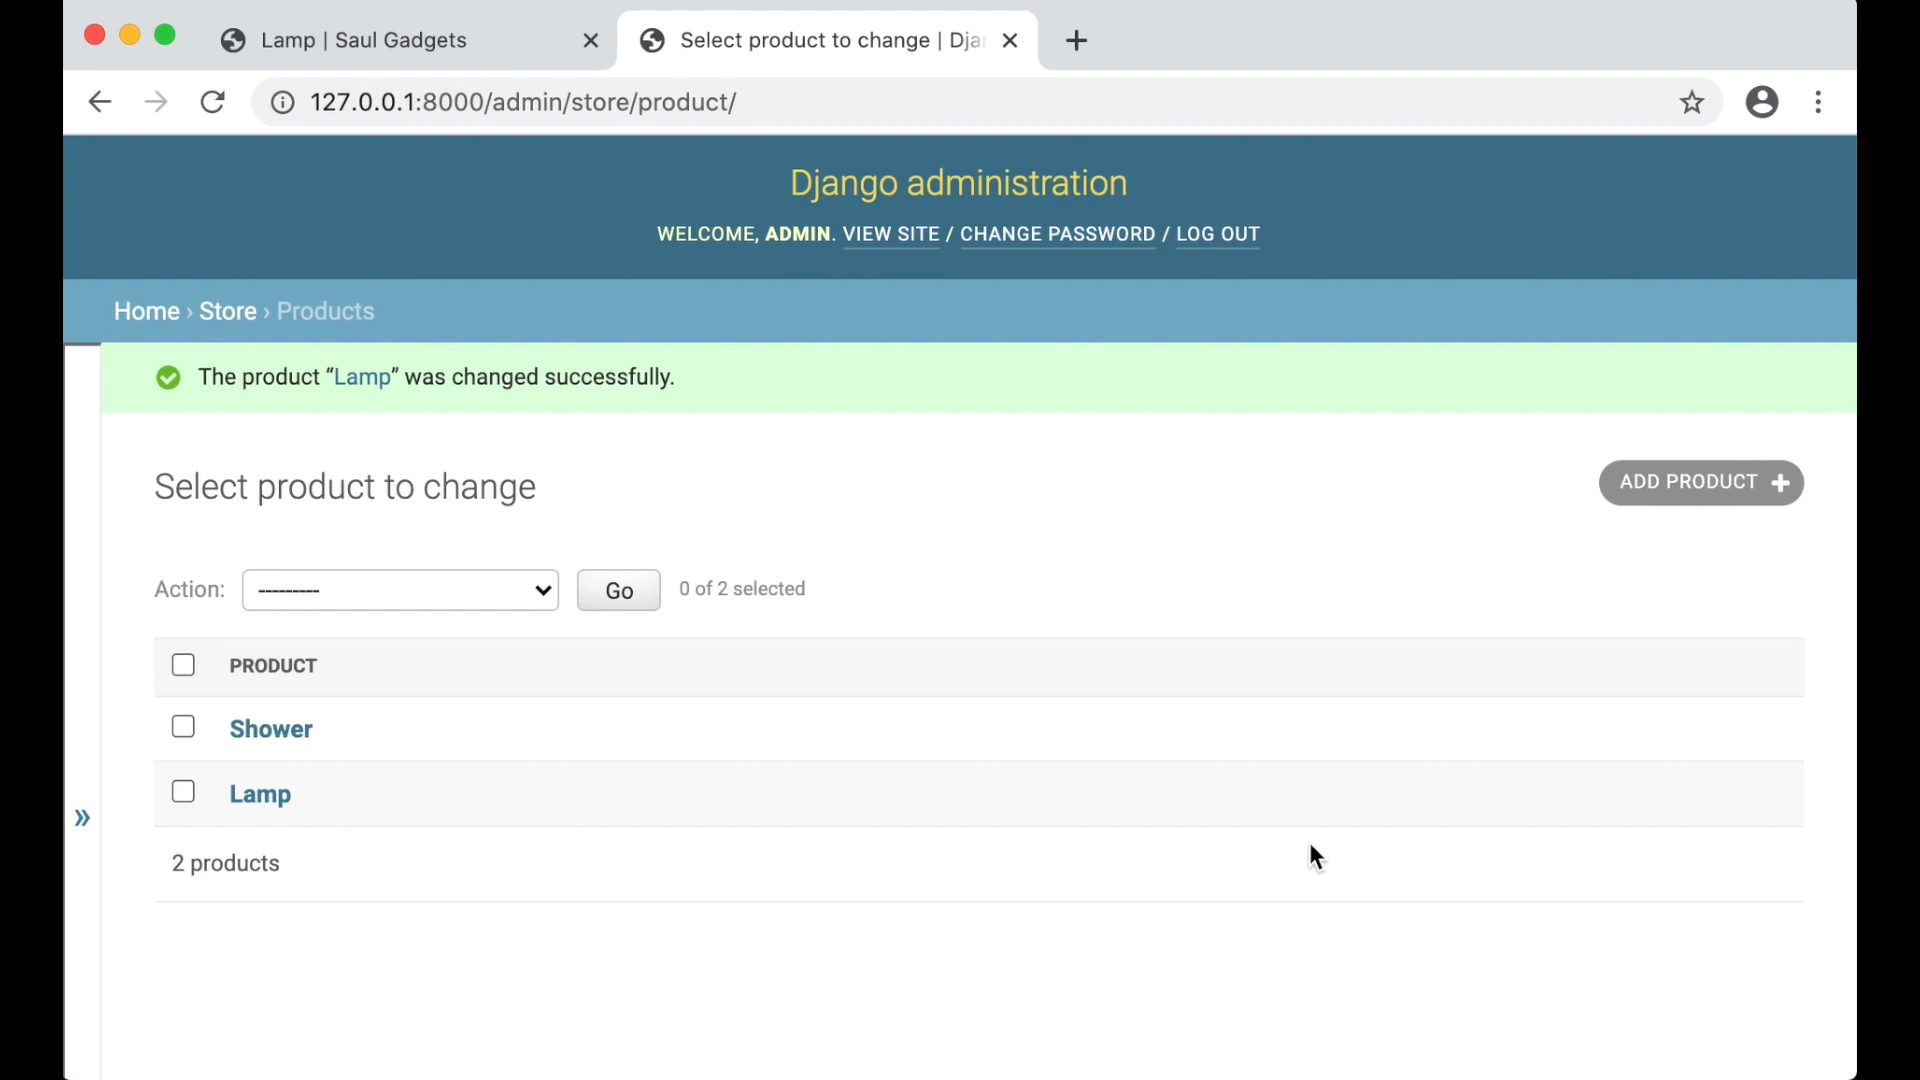 Lamp | Saul Gadgets
Select product to change | Dja
127.0.0.1:8000/admin/store/product/
Django administration
WELCOME, ADMIN. VIEW SITE / CHANGE PASSWORD / LOG OUT
Home › Store › Products
The product “Lamp” was changed successfully.
Select product to change
ADD PRODUCT +
Action: --------- Go 0 of 2 selected
PRODUCT
Shower
Lamp
»
2 products